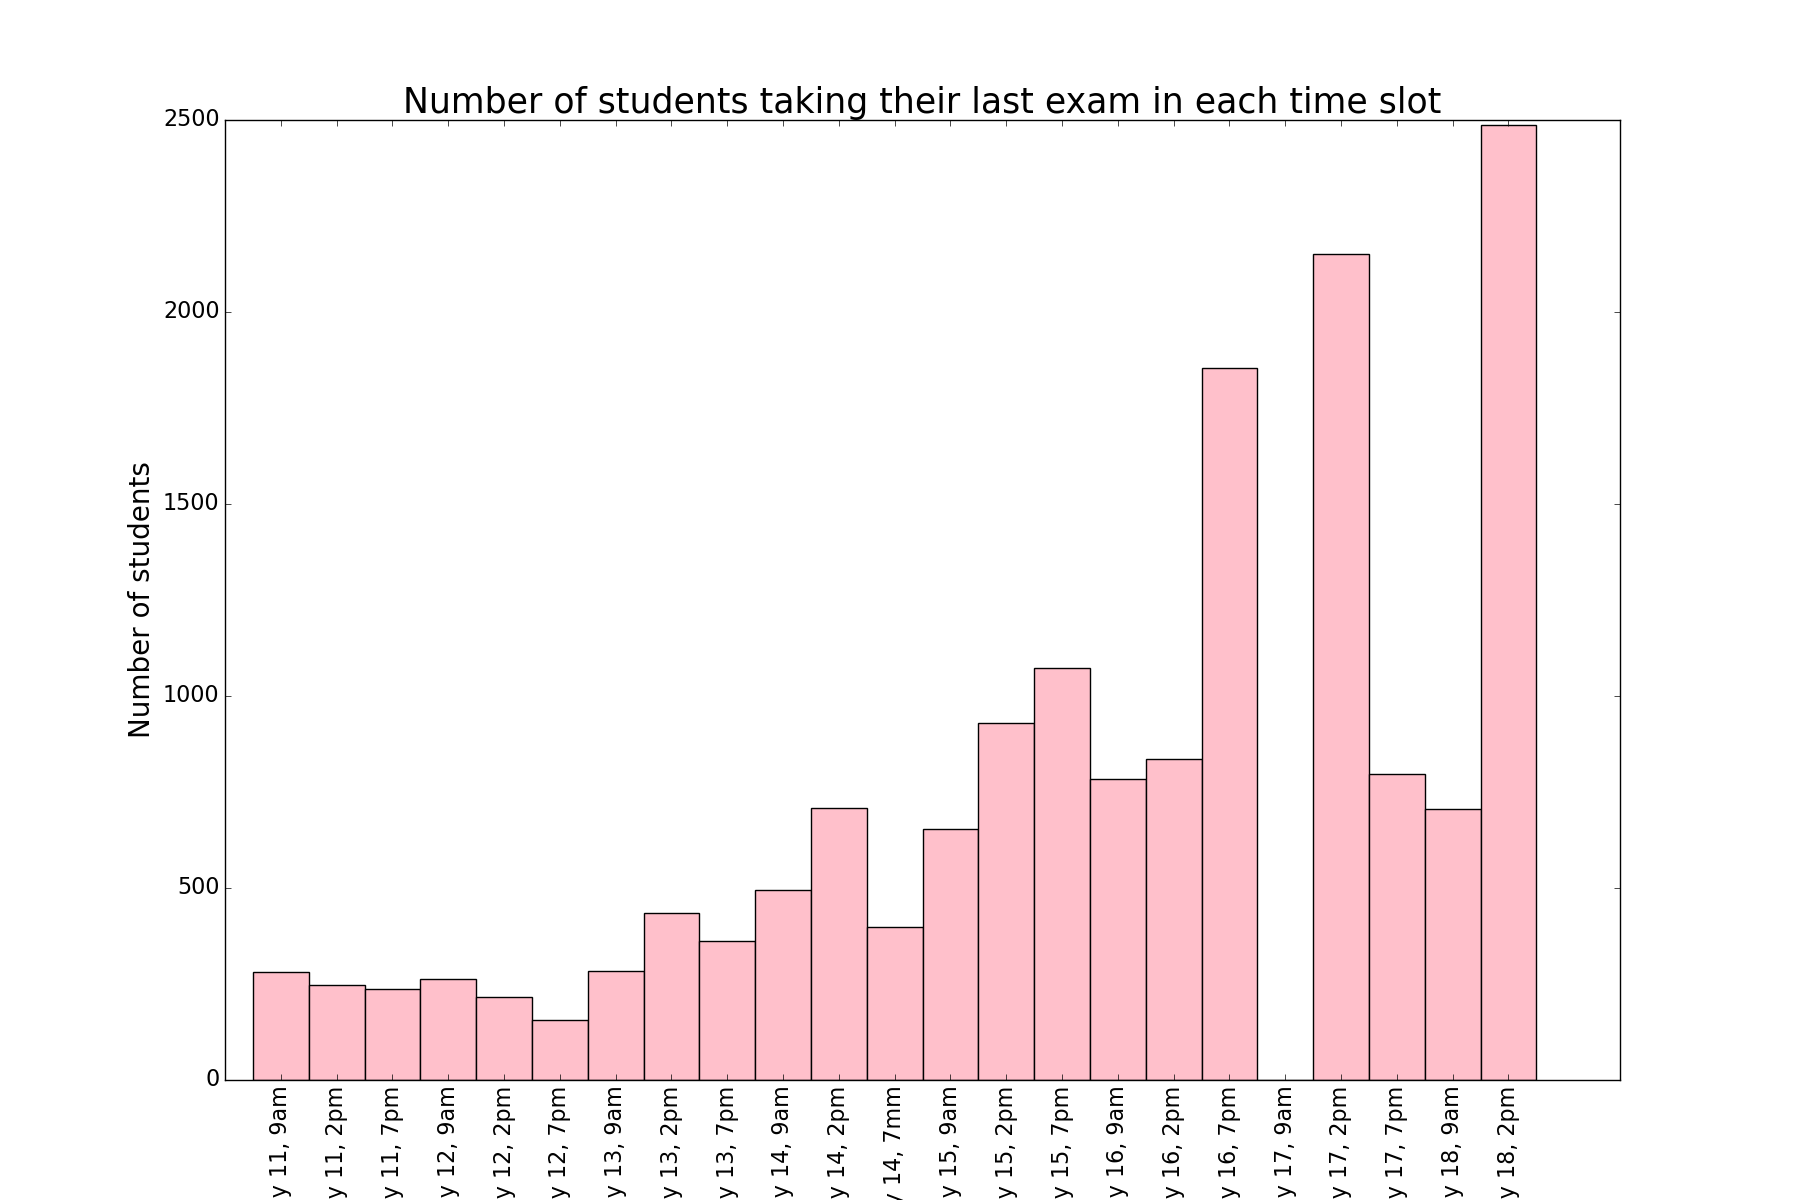 Number of students taking their last exam in each time slot
2500
2000
1500
1000
500
0
Number of students
y 11, 9am
y 11, 2pm
y 11, 7pm
y 12, 9am
y 12, 2pm
y 12, 7pm
y 13, 9am
y 13, 2pm
y 13, 7pm
y 14, 9am
y 14, 2pm
y 14, 7mm
y 15, 9am
y 15, 2pm
y 15, 7pm
y 16, 9am
y 16, 2pm
y 16, 7pm
y 17, 9am
y 17, 2pm
y 17, 7pm
y 18, 9am
y 18, 2pm